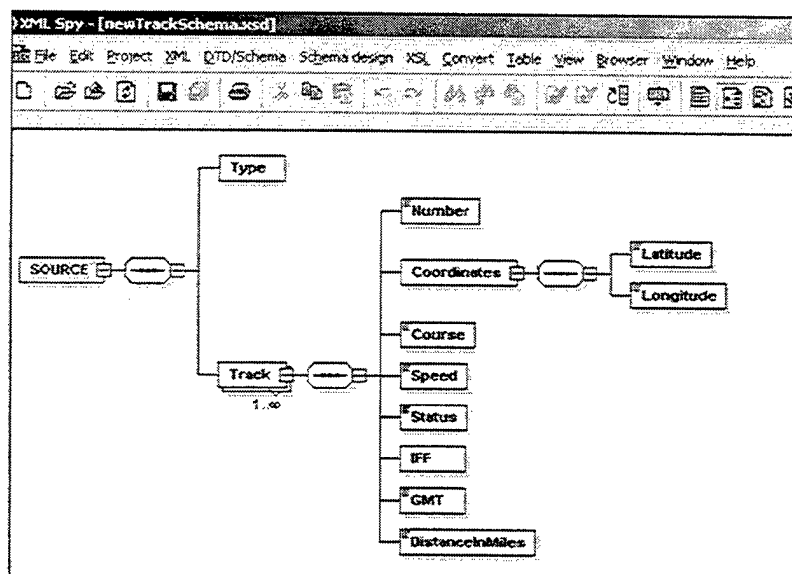 XML Spy - [newTrackSchema.xsd]
File Edit Project XML DTD/Schema Schema design XSL Convert Table View Browser Window Help
Type
Number
SOURCE
Coordinates
Latitude
Longitude
Course
Track
Speed
1..∞
Status
IFF
GMT
DistanceInMiles